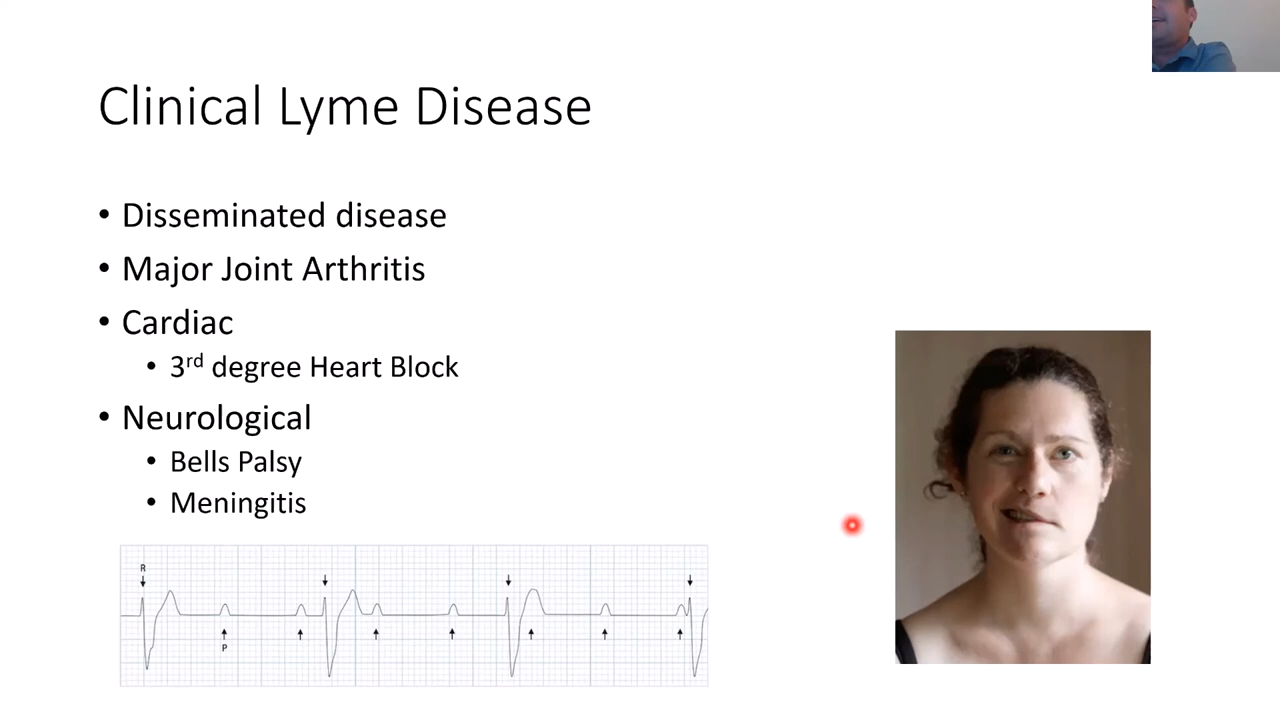 Clinical Lyme Disease
• Disseminated disease
• Major Joint Arthritis
• Cardiac
• 3rd degree Heart Block
• Neurological
• Bells Palsy
• Meningitis
R
P